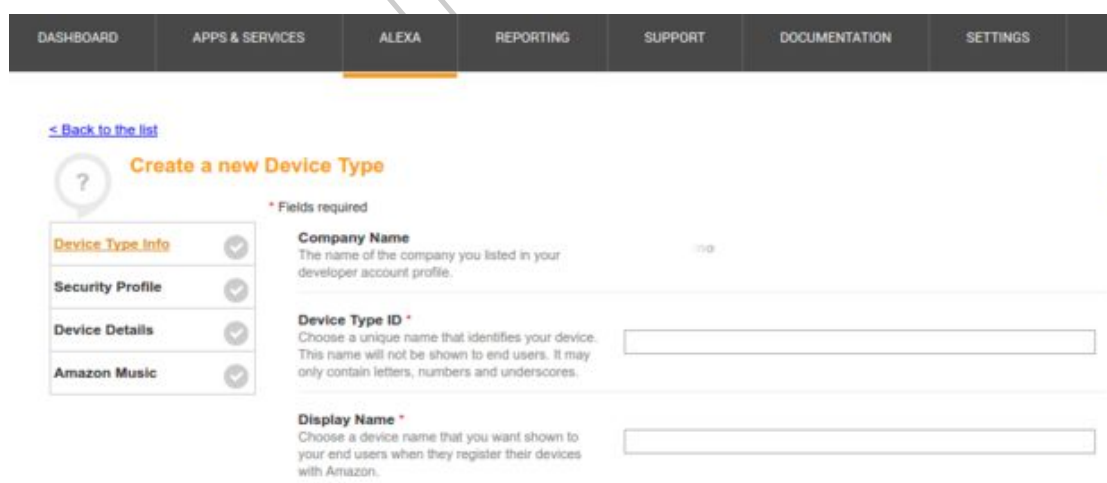 DASHBOARD APPS & SERVICES ALEXA REPORTING SUPPORT DOCUMENTATION SETTINGS
< Back to the list
?
Create a new Device Type
* Fields required
Device Type Info
Security Profile
Device Details
Amazon Music
Company Name
The name of the company you listed in your
developer account profile.
Device Type ID *
Choose a unique name that identifies your device.
This name will not be shown to end users. It may
only contain letters, numbers and underscores.
Display Name *
Choose a device name that you want shown to
your end users when they register their devices
with Amazon.